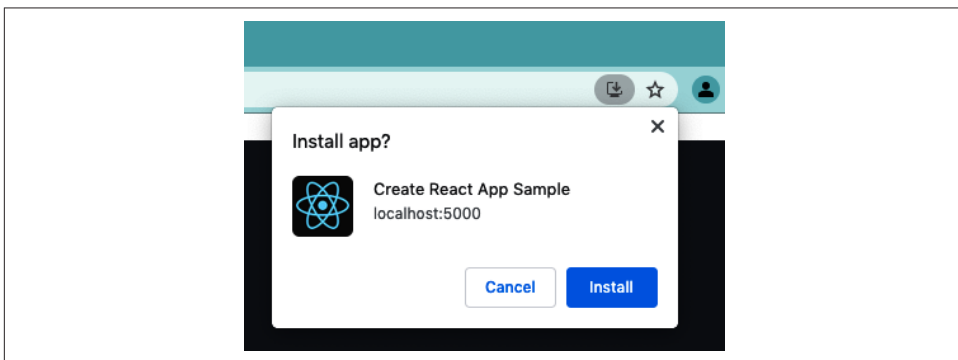 Install app?
Create React App Sample
localhost:5000
Cancel
Install